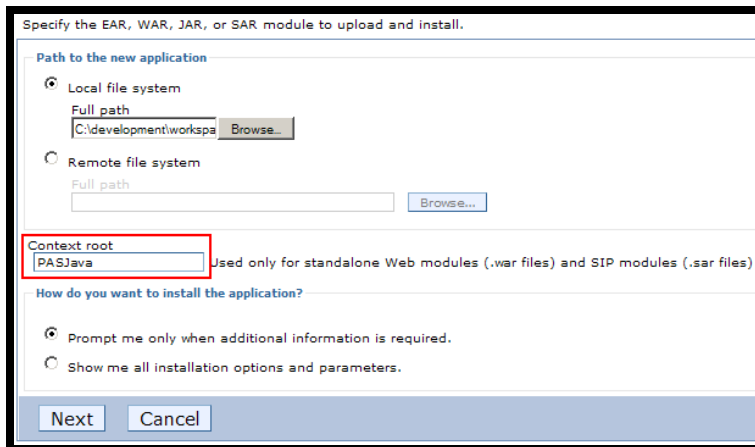 Specify the EAR, WAR, JAR, or SAR module to upload and install.
Path to the new application
Local file system
Full path
C:\development\workspa Browse...
Remote file system
Full path
Browse...
Context root
PASJava Used only for standalone Web modules (.war files) and SIP modules (.sar files)
How do you want to install the application?
Prompt me only when additional information is required.
Show me all installation options and parameters.
Next Cancel